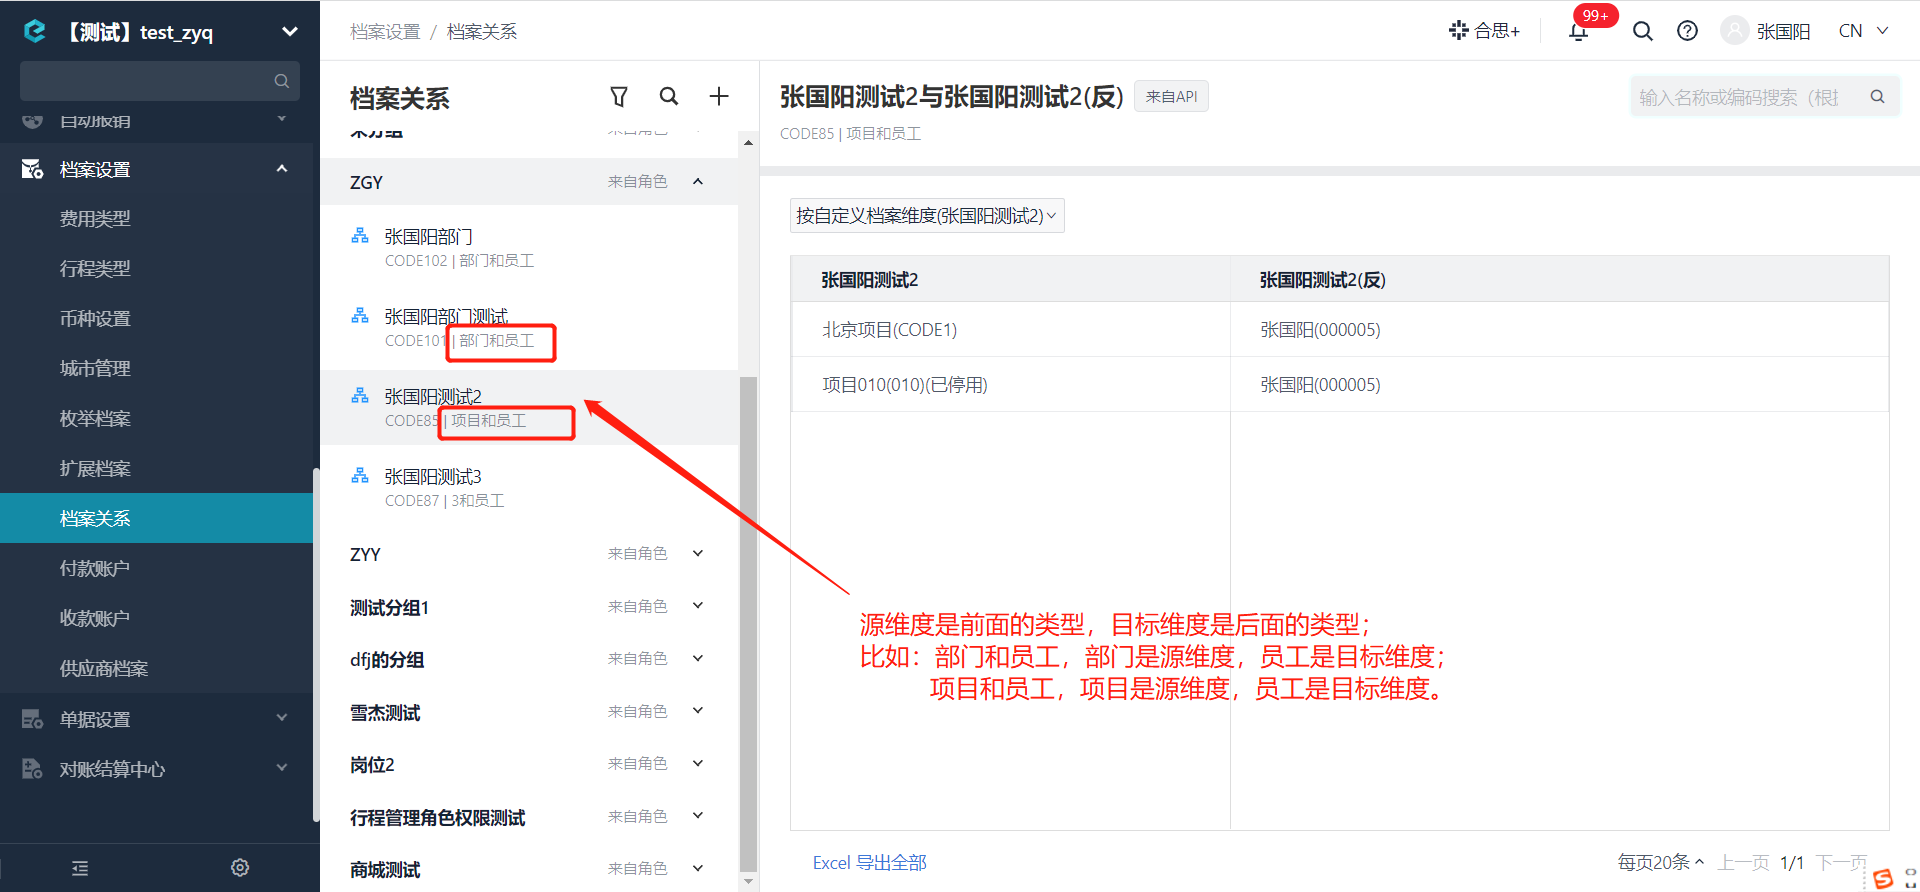 【测试】test_zyq
自动报销
档案设置
费用类型
行程类型
币种设置
城市管理
枚举档案
扩展档案
档案关系
付款账户
收款账户
供应商档案
单据设置
对账结算中心
档案设置 / 档案关系
合思+
99+
张国阳
CN
档案关系
未分组 来自角色
ZGY 来自角色
张国阳部门
CODE102 | 部门和员工
张国阳部门测试
CODE101 | 部门和员工
张国阳测试2
CODE85 | 项目和员工
张国阳测试3
CODE87 | 3和员工
ZYY 来自角色
测试分组1 来自角色
dfj的分组 来自角色
雪杰测试 来自角色
岗位2 来自角色
行程管理角色权限测试 来自角色
商城测试 来自角色
张国阳测试2与张国阳测试2(反) 来自API
CODE85 | 项目和员工
输入名称或编码搜索（根据
按自定义档案维度(张国阳测试2)
张国阳测试2 张国阳测试2(反)
北京项目(CODE1) 张国阳(000005)
项目010(010)(已停用) 张国阳(000005)
源维度是前面的类型，目标维度是后面的类型；
比如：部门和员工，部门是源维度，员工是目标维度；
项目和员工，项目是源维度，员工是目标维度。
Excel 导出全部
每页20条 上一页 1/1 下一页